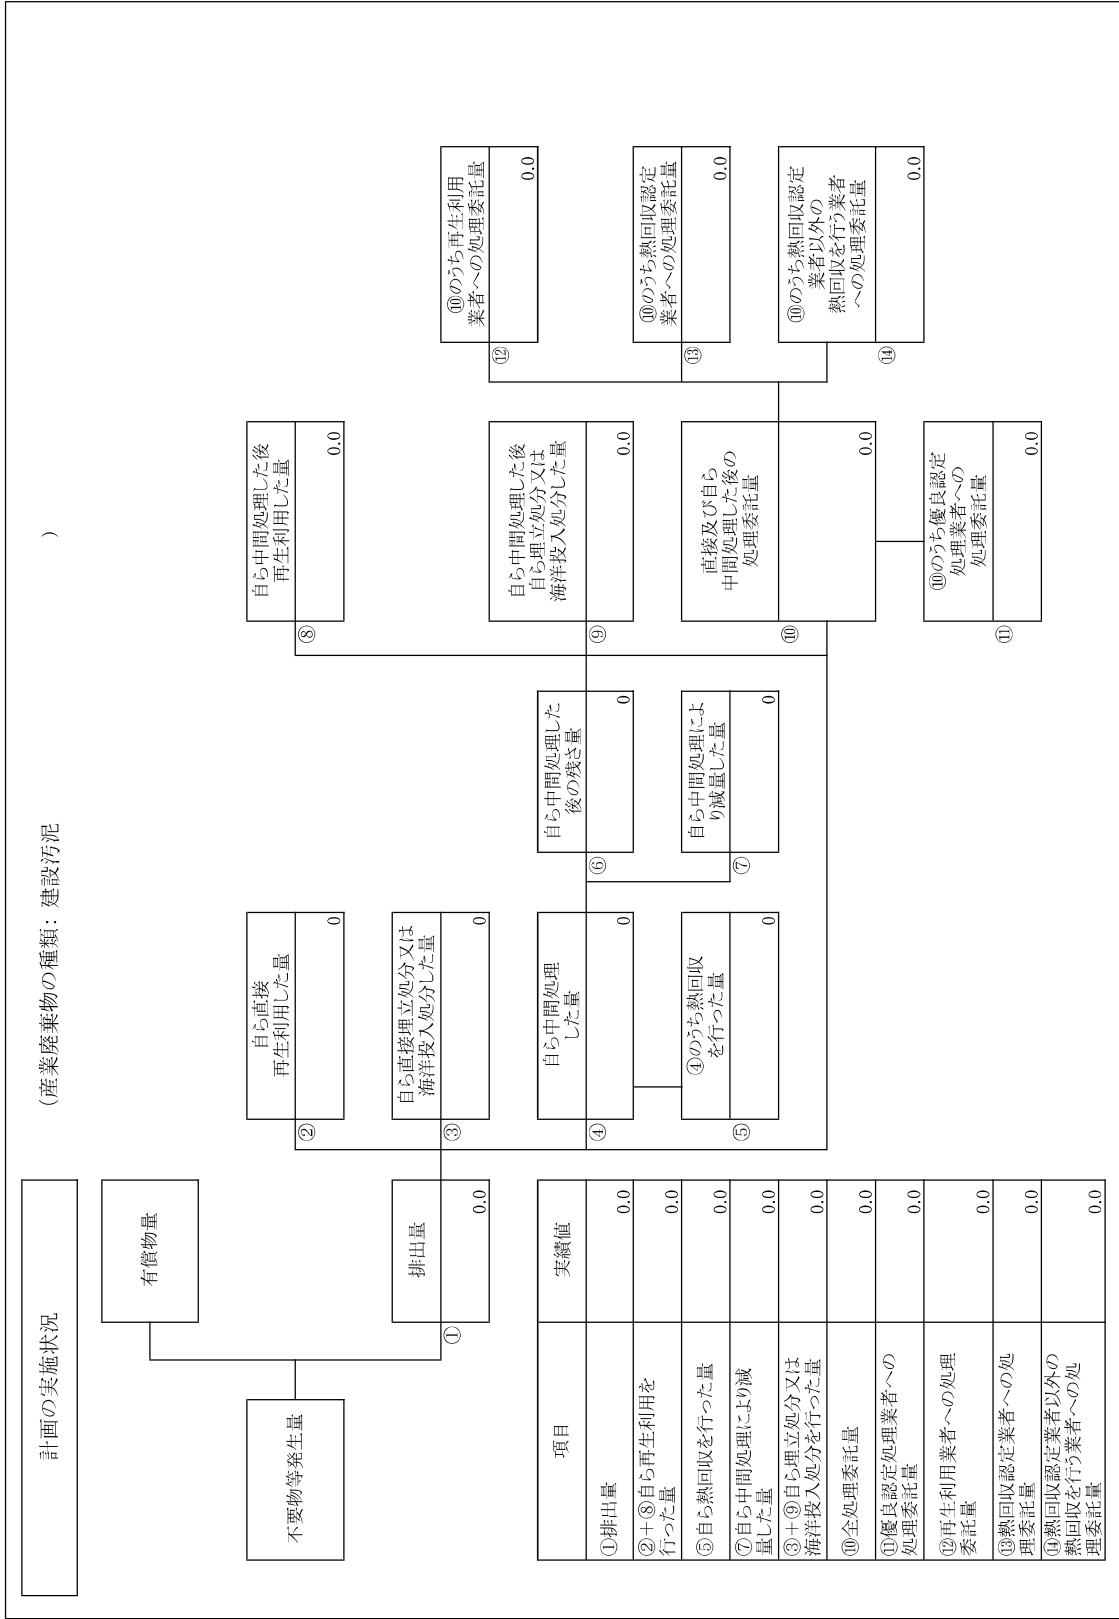 計画の実施状況
(産業廃棄物の種類：建設汚泥
)
不要物等発生量
有償物量
①
排出量
0.0
②
自ら直接
再生利用した量
0
③
自ら直接埋立処分又は
海洋投入処分した量
0
④
自ら中間処理
した量
0
⑤
④のうち熱回収
を行った量
0
⑥
自ら中間処理した
後の残さ量
0
⑦
自ら中間処理によ
り減量した量
0
⑧
自ら中間処理した後
再生利用した量
0.0
⑨
自ら中間処理した後
自ら埋立処分又は
海洋投入処分した量
0.0
⑩
直接及び自ら
中間処理した後の
処理委託量
0.0
⑪
⑩のうち優良認定
処理業者への
処理委託量
0.0
⑫
⑩のうち再生利用
業者への処理委託量
0.0
⑬
⑩のうち熱回収認定
業者への処理委託量
0.0
⑭
⑩のうち熱回収認定
業者以外の
熱回収を行う業者
への処理委託量
0.0
項目
実績値
①排出量
0.0
②＋⑧自ら再生利用を
行った量
0.0
⑤自ら熱回収を行った量
0.0
⑦自ら中間処理により減
量した量
0.0
③＋⑨自ら埋立処分又は
海洋投入処分を行った量
0.0
⑩全処理委託量
0.0
⑪優良認定処理業者への
処理委託量
0.0
⑫再生利用業者への処理
委託量
0.0
⑬熱回収認定業者への処
理委託量
0.0
⑭熱回収認定業者以外の
熱回収を行う業者への処
理委託量
0.0